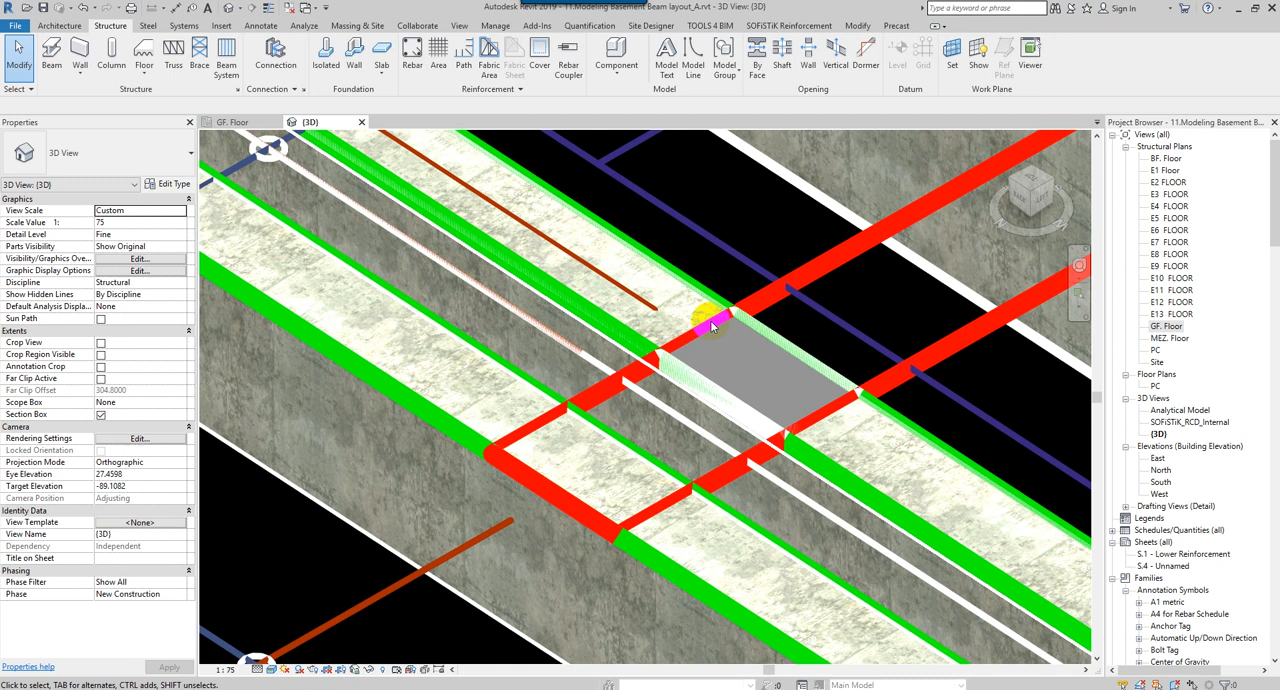 Autodesk Revit 2019 - 11.Modeling Basement Beam layout_A.rvt - 3D View: {3D}
Type a keyword or phrase
Sign In
File Architecture Structure Steel Systems Insert Annotate Analyze Massing & Site Collaborate View Manage Add-Ins Quantification Site Designer TOOLS 4 BIM SOFiSTiK Reinforcement Modify Precast
Modify Beam Wall Column Floor Truss Brace Beam System Connection Isolated Wall Slab Rebar Area Path Fabric Area Fabric Sheet Cover Rebar Coupler Component Model Text Model Line Model Group By Face Shaft Wall Vertical Dormer Level Grid Set Show Ref Plane Viewer
Select Structure Connection Foundation Reinforcement Model Opening Datum Work Plane
Properties
3D View
3D View: {3D} Edit Type
Graphics
View Scale Custom
Scale Value 1: 75
Detail Level Fine
Parts Visibility Show Original
Visibility/Graphics Ove... Edit...
Graphic Display Options Edit...
Discipline Structural
Show Hidden Lines By Discipline
Default Analysis Displa... None
Sun Path
Extents
Crop View
Crop Region Visible
Annotation Crop
Far Clip Active
Far Clip Offset 304.8000
Scope Box None
Section Box
Camera
Rendering Settings Edit...
Locked Orientation
Projection Mode Orthographic
Eye Elevation 27.4598
Target Elevation -89.1082
Camera Position Adjusting
Identity Data
View Template <None>
View Name {3D}
Dependency Independent
Title on Sheet
Phasing
Phase Filter Show All
Phase New Construction
Properties help Apply
GF. Floor {3D}
1 : 75
Project Browser - 11.Modeling Basement B...
Views (all)
Structural Plans
BF. Floor
E1 Floor
E2 FLOOR
E3 FLOOR
E4 FLOOR
E5 FLOOR
E6 FLOOR
E7 FLOOR
E8 FLOOR
E9 FLOOR
E10 FLOOR
E11 FLOOR
E12 FLOOR
GF. Floor
MEZ. Floor
PC
Site
Floor Plans
PC
3D Views
Analytical Model
SOFiSTiK_RCD_Internal
{3D}
Elevations (Building Elevation)
East
North
South
West
Drafting Views (Detail)
Legends
Schedules/Quantities (all)
Sheets (all)
S.1 - Lower Reinforcement
S.4 - Unnamed
Families
Annotation Symbols
A1 metric
A4 for Rebar Schedule
Anchor Tag
Automatic Up/Down Direction
Bolt Tag
Center of Gravity
Click to select, TAB for alternates, CTRL adds, SHIFT unselects.
:0 Main Model :0